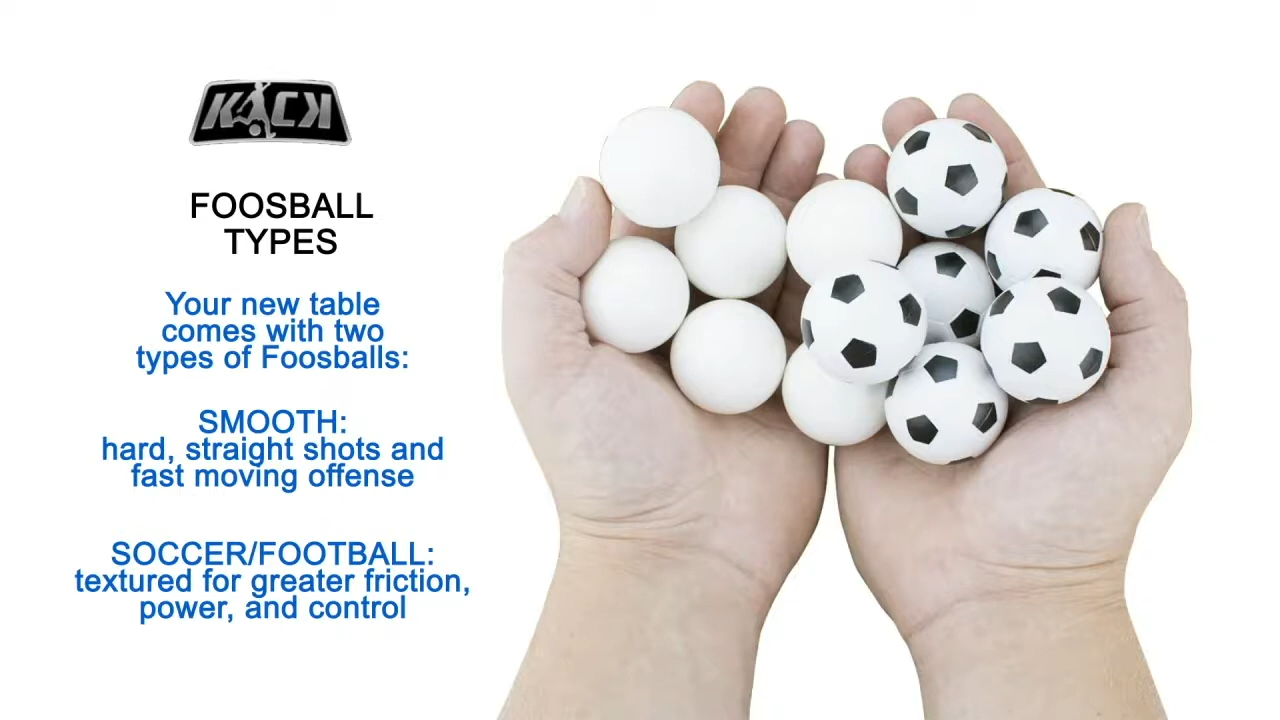 KICK
FOOSBALL
TYPES
Your new table
comes with two
types of Foosballs:
SMOOTH:
hard, straight shots and
fast moving offense
SOCCER/FOOTBALL:
textured for greater friction,
power, and control